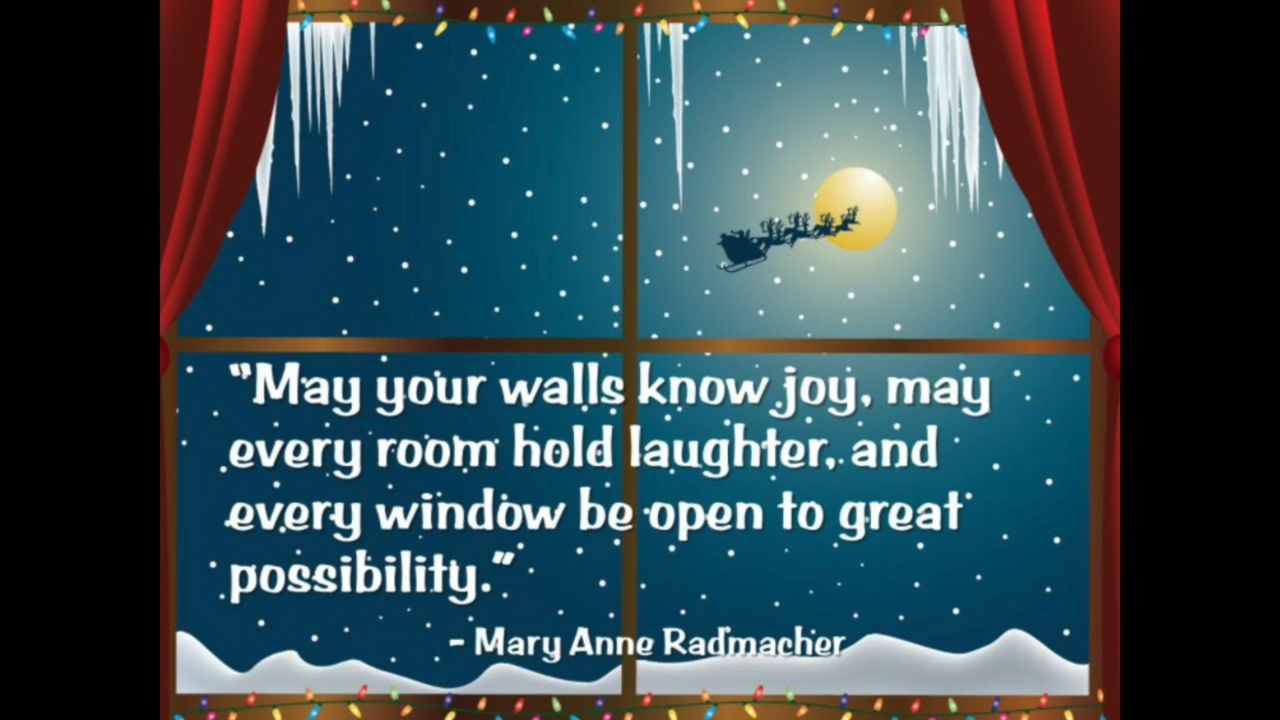 “May your walls know joy, may
every room hold laughter, and
every window be open to great
possibility.”
- Mary Anne Radmacher